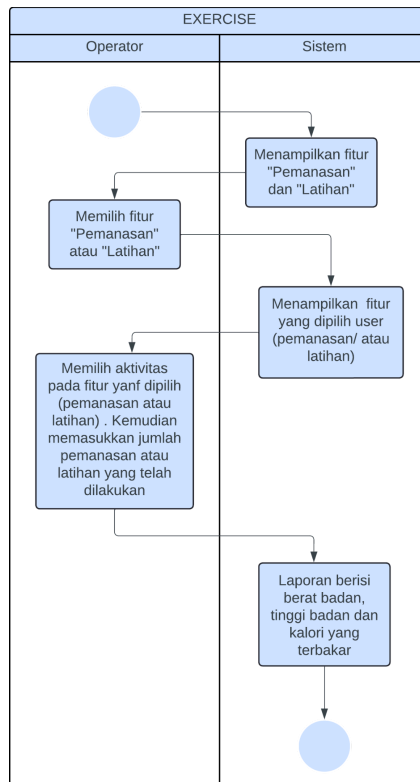 EXERCISE
Operator
Sistem
Menampilkan fitur
"Pemanasan"
dan "Latihan"
Memilih fitur
"Pemanasan"
atau "Latihan"
Menampilkan fitur
yang dipilih user
(pemanasan/ atau
latihan)
Memilih aktivitas
pada fitur yanf dipilih
(pemanasan atau
latihan) . Kemudian
memasukkan jumlah
pemanasan atau
latihan yang telah
dilakukan
Laporan berisi
berat badan,
tinggi badan dan
kalori yang
terbakar